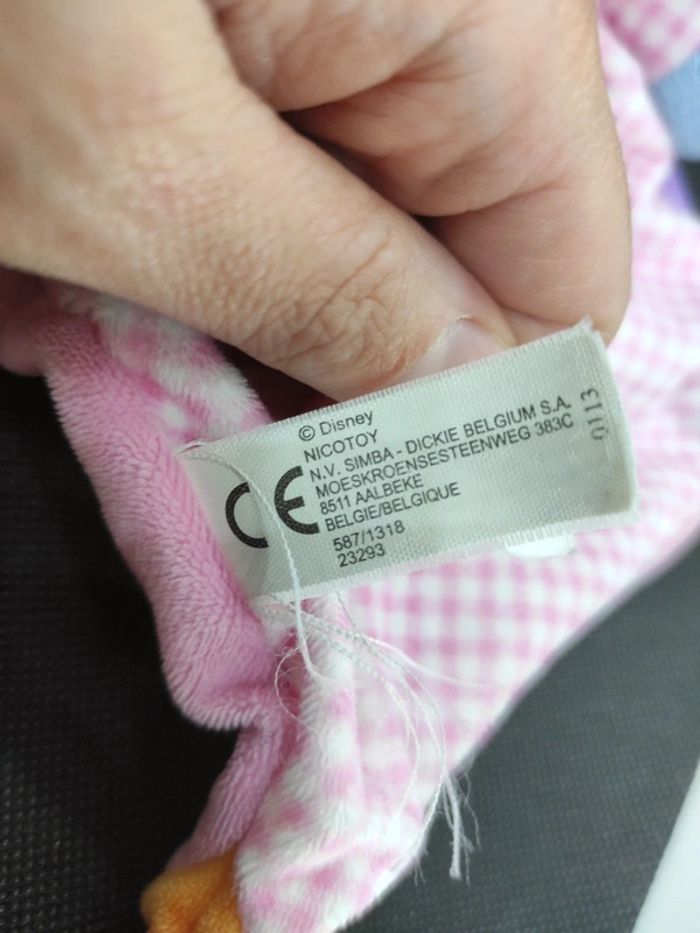 © Disney
NICOTOY
N.V. SIMBA - DICKIE BELGIUM S.A.
MOESKROENSESTEENWEG 383C
8511 AALBEKE
BELGIE/BELGIQUE
587/1318
23293
CE
0113